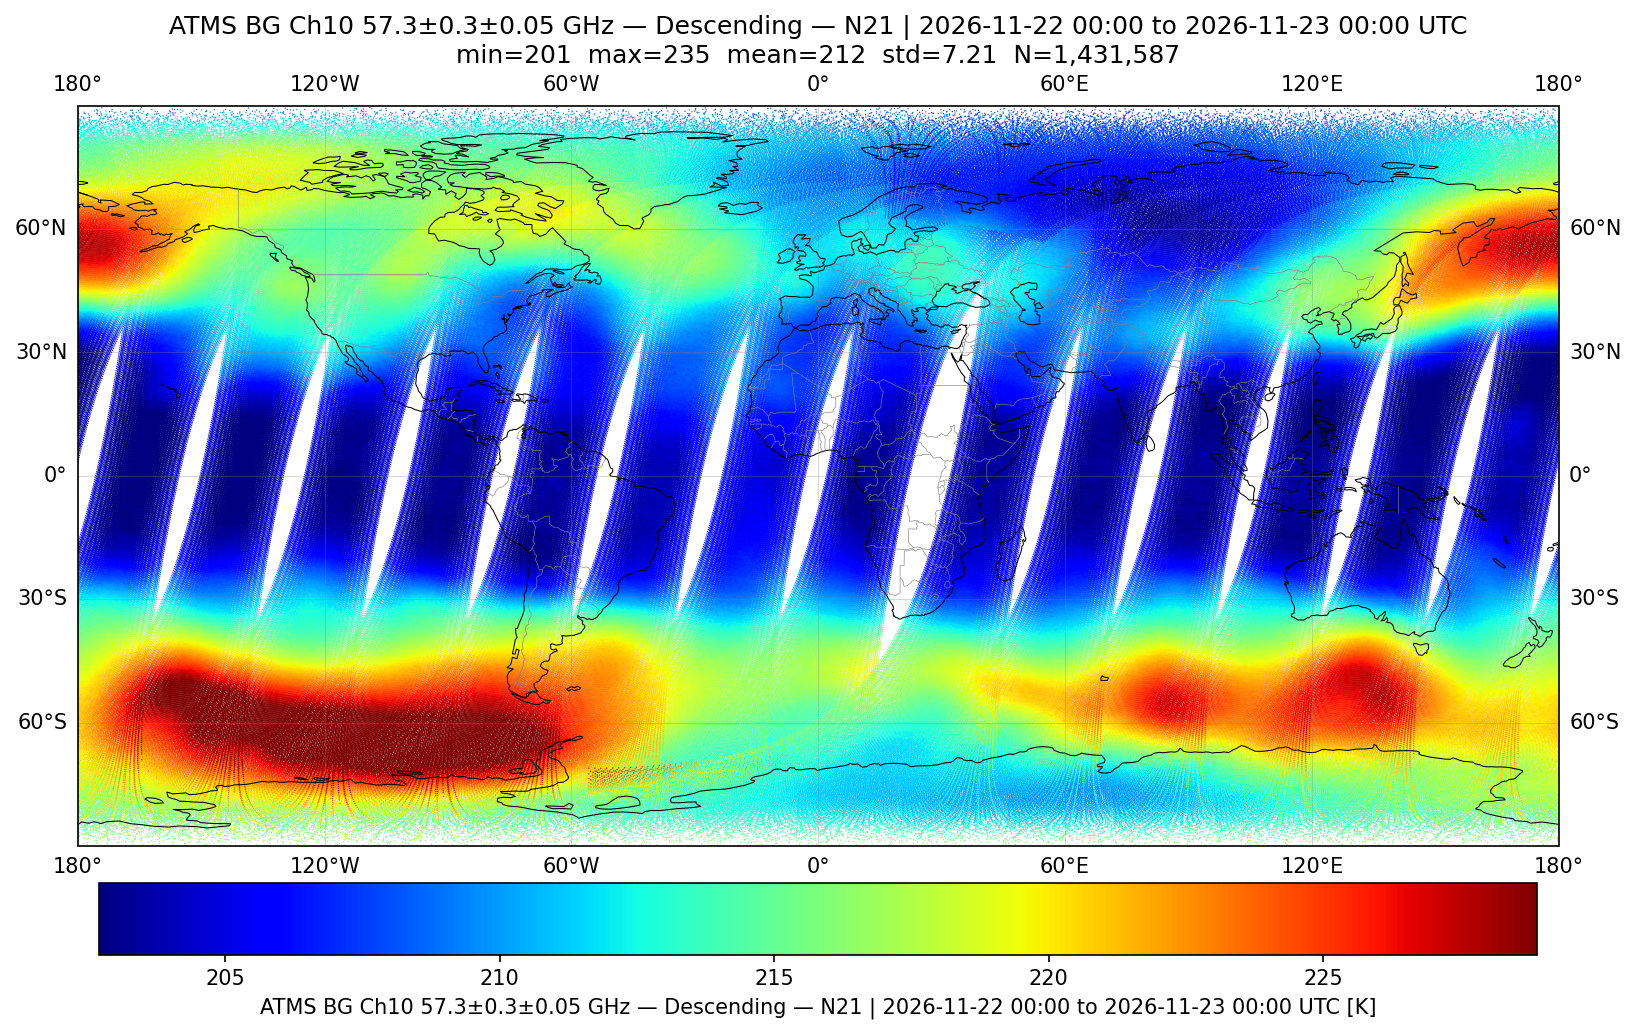 ATMS BG Ch10 57.3±0.3±0.05 GHz — Descending — N21 | 2026-11-22 00:00 to 2026-11-23 00:00 UTC
min=201 max=235 mean=212 std=7.21 N=1,431,587
180° 120°W 60°W 0° 60°E 120°E 180°
60°N 60°N
30°N 30°N
0° 0°
30°S 30°S
60°S 60°S
180° 120°W 60°W 0° 60°E 120°E 180°
205 210 215 220 225
ATMS BG Ch10 57.3±0.3±0.05 GHz — Descending — N21 | 2026-11-22 00:00 to 2026-11-23 00:00 UTC [K]